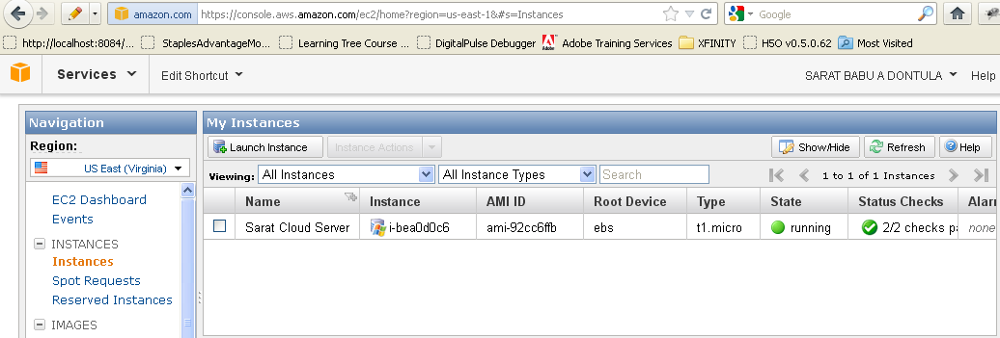 amazon.com https://console.aws.amazon.com/ec2/home?region=us-east-1&#s=Instances Google
http://localhost:8084/... StaplesAdvantageMo... Learning Tree Course ... DigitalPulse Debugger Adobe Training Services XFINITY H5O v0.5.0.62 Most Visited
Services Edit Shortcut SARAT BABU A DONTULA Help
Navigation My Instances
Region: Launch Instance Instance Actions Show/Hide Refresh Help
US East (Virginia) Viewing: All Instances All Instance Types Search 1 to 1 of 1 Instances
EC2 Dashboard Name Instance AMI ID Root Device Type State Status Checks Alarm
Events
Sarat Cloud Server i-bea0d0c6 ami-92cc6ffb ebs t1.micro running 2/2 checks pa none
INSTANCES
Instances
Spot Requests
Reserved Instances
IMAGES